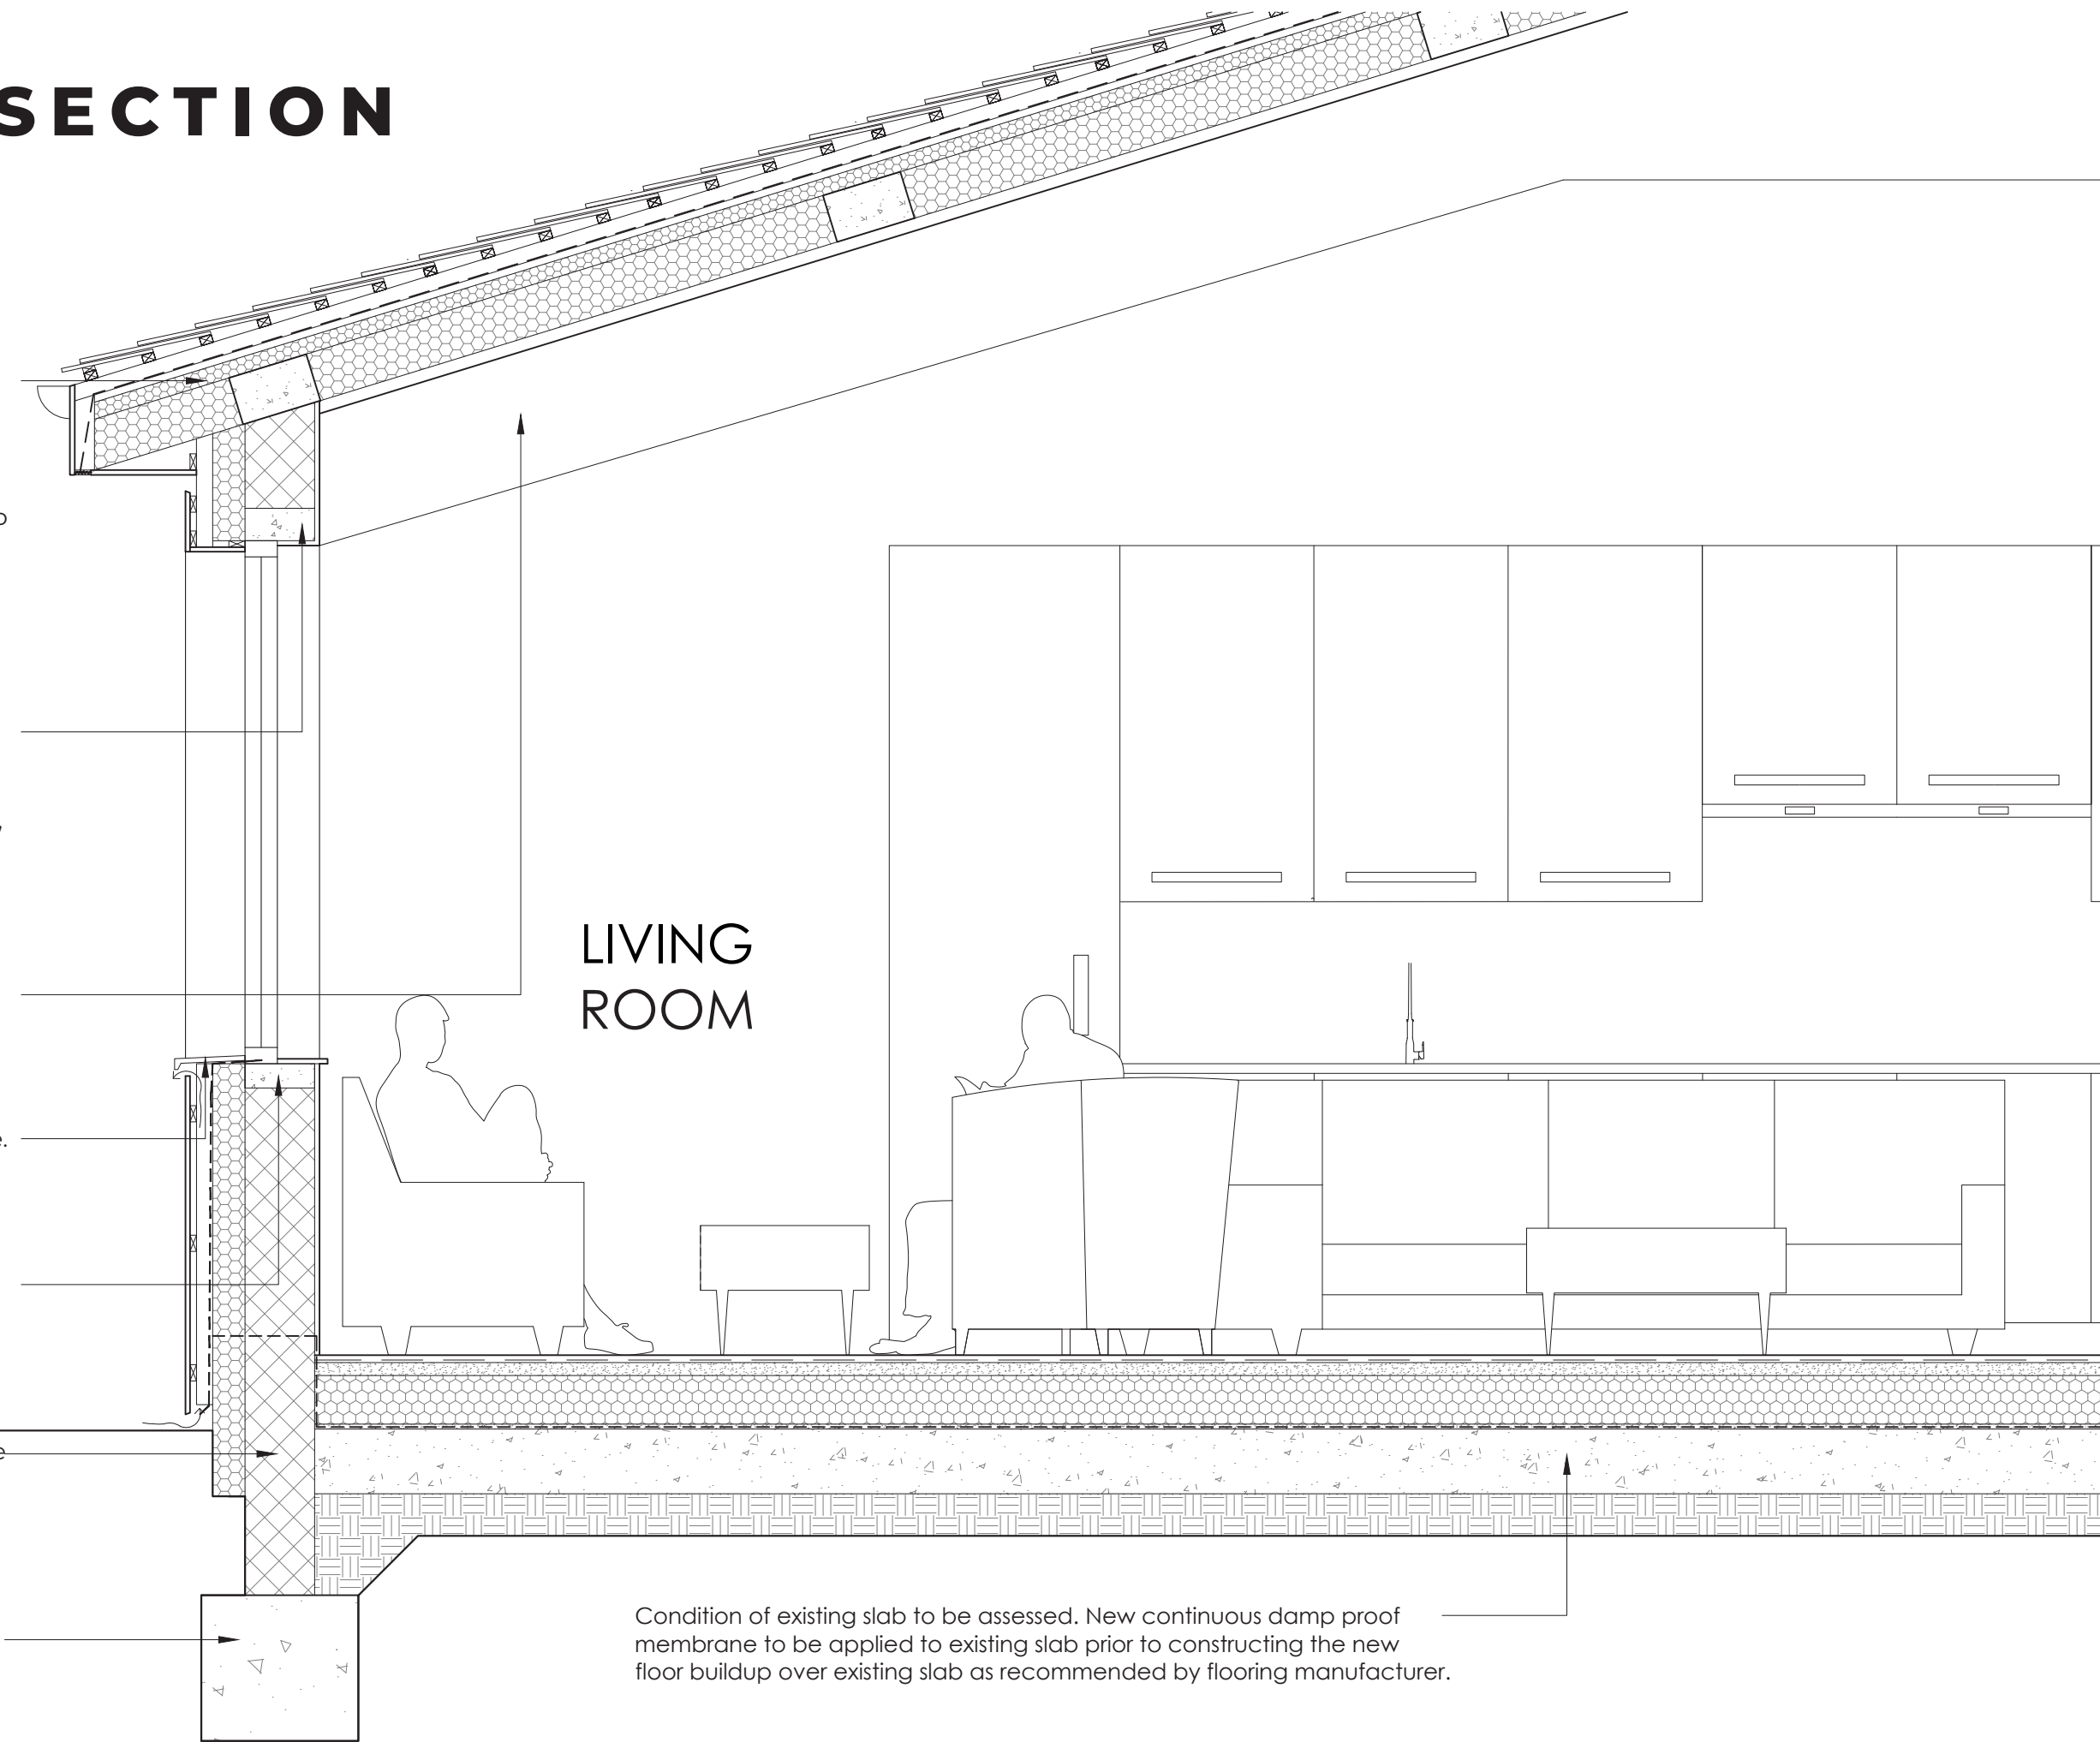 SECTION
LIVING
ROOM
Condition of existing slab to be assessed. New continuous damp proof
membrane to be applied to existing slab prior to constructing the new
floor buildup over existing slab as recommended by flooring manufacturer.